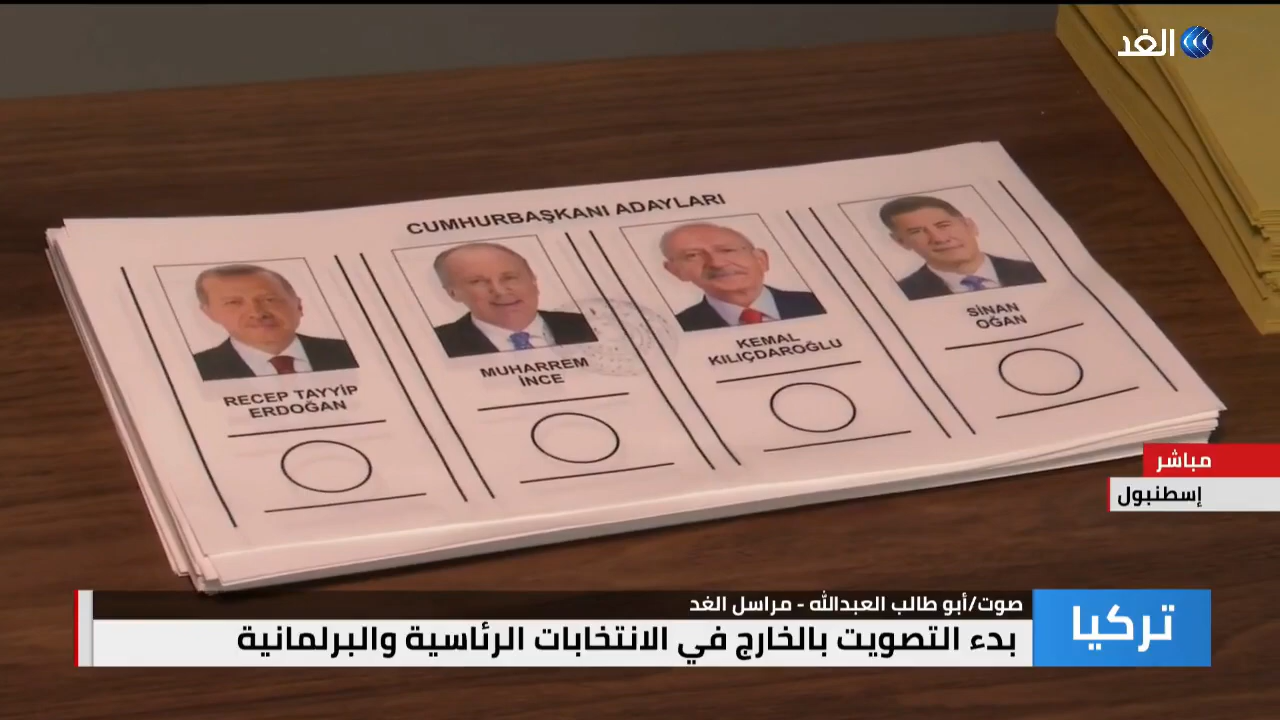 الغد
CUMHURBAŞKANI ADAYLARI
RECEP TAYYİP
ERDOĞAN
MUHARREM
İNCE
KEMAL
KILIÇDAROĞLU
SİNAN
OĞAN
مباشر
إسطنبول
تركيا
صوت/أبو طالب العبدالله - مراسل الغد
بدء التصويت بالخارج في الانتخابات الرئاسية والبرلمانية